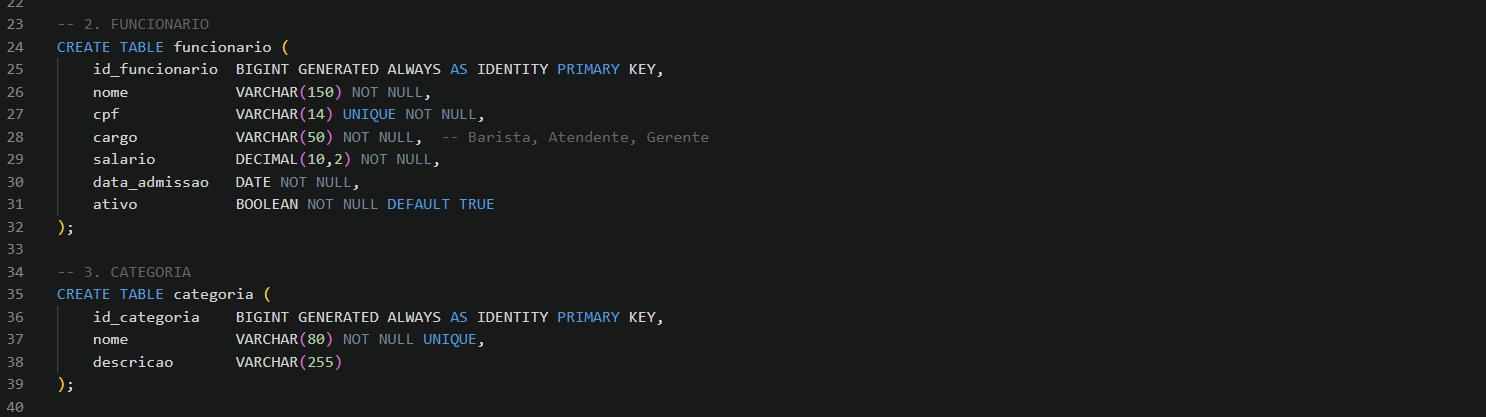 22
23 -- 2. FUNCIONARIO
24 CREATE TABLE funcionario (
25 id_funcionario BIGINT GENERATED ALWAYS AS IDENTITY PRIMARY KEY,
26 nome VARCHAR(150) NOT NULL,
27 cpf VARCHAR(14) UNIQUE NOT NULL,
28 cargo VARCHAR(50) NOT NULL, -- Barista, Atendente, Gerente
29 salario DECIMAL(10,2) NOT NULL,
30 data_admissao DATE NOT NULL,
31 ativo BOOLEAN NOT NULL DEFAULT TRUE
32 );
33
34 -- 3. CATEGORIA
35 CREATE TABLE categoria (
36 id_categoria BIGINT GENERATED ALWAYS AS IDENTITY PRIMARY KEY,
37 nome VARCHAR(80) NOT NULL UNIQUE,
38 descricao VARCHAR(255)
39 );
40